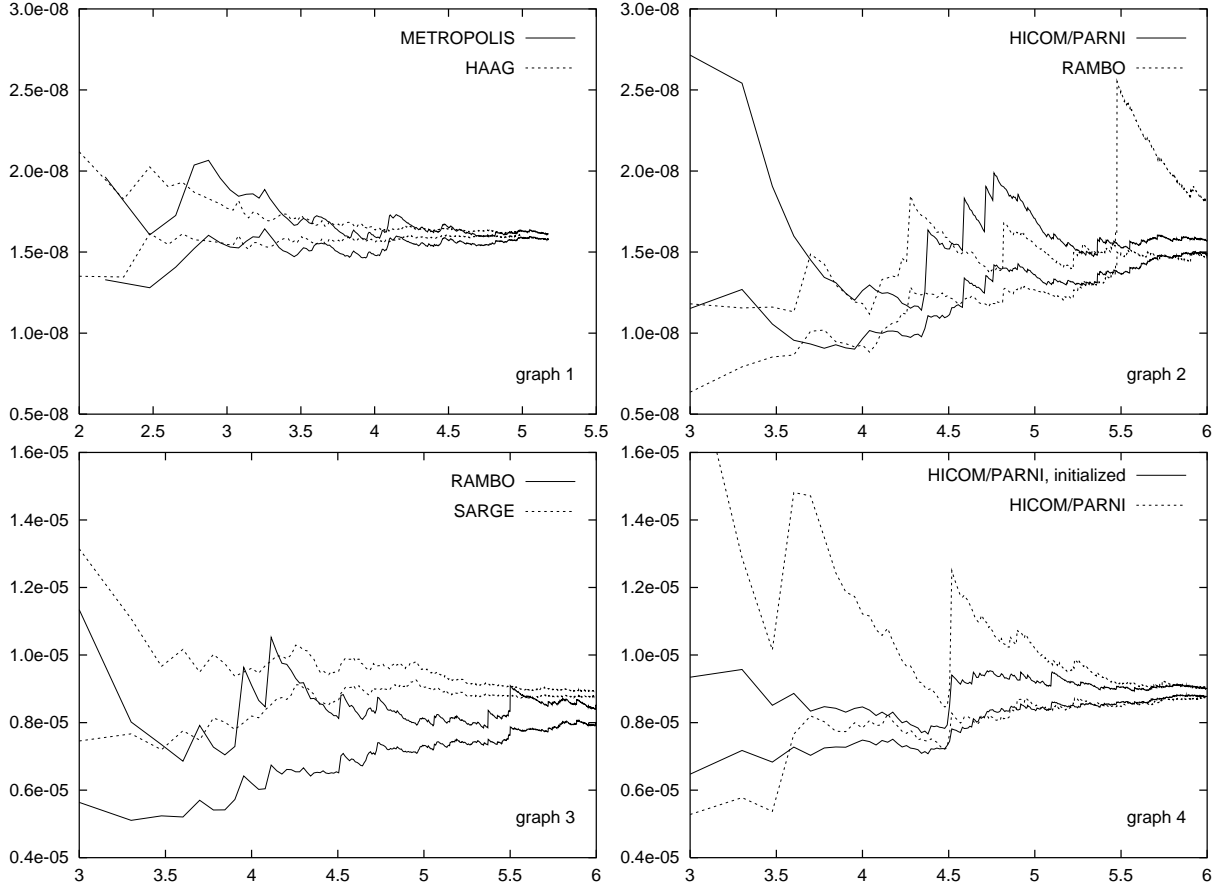 3.0e-08
2.5e-08
2.0e-08
1.5e-08
1.0e-08
0.5e-08
2 2.5 3 3.5 4 4.5 5 5.5
METROPOLIS
HAAG
graph 1
3.0e-08
2.5e-08
2.0e-08
1.5e-08
1.0e-08
0.5e-08
3 3.5 4 4.5 5 5.5 6
HICOM/PARNI
RAMBO
graph 2
1.6e-05
1.4e-05
1.2e-05
1.0e-05
0.8e-05
0.6e-05
0.4e-05
3 3.5 4 4.5 5 5.5 6
RAMBO
SARGE
graph 3
1.6e-05
1.4e-05
1.2e-05
1.0e-05
0.8e-05
0.6e-05
0.4e-05
3 3.5 4 4.5 5 5.5 6
HICOM/PARNI, initialized
HICOM/PARNI
graph 4